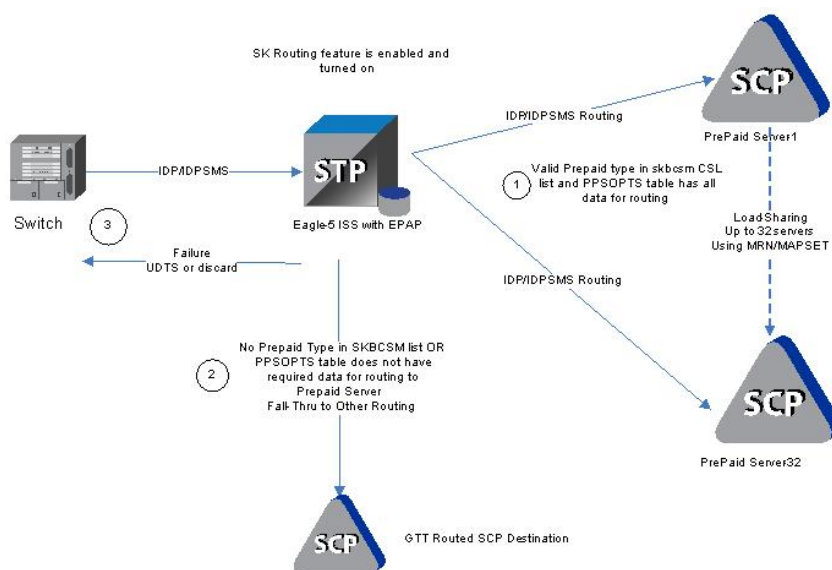 SK Routing feature is enabled and
turned on
SCP
PrePaid Server1
IDP/IDPSMS Routing
IDP/IDPSMS
STP
Eagle-5 ISS with EPAP
1
Valid Prepaid type in skbcsm CSL
list and PPSOPTS table has all
data for routing
Switch
3
Failure
UDTS or discard
Load-Sharing
Up to 32 servers
Using MRN/MAPSET
IDP/IDPSMS Routing
2
No Prepaid Type in SKBCSM list OR
PPSOPTS table does not have
required data for routing to
Prepaid Server
Fall-Thru to Other Routing
SCP
PrePaid Server32
SCP
GTT Routed SCP Destination